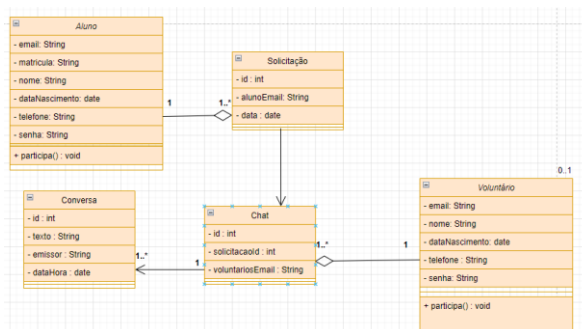 Aluno
- email: String
- matricula: String
- nome: String
- dataNascimento: date
- telefone: String
- senha: String
+ participa() : void
1
1..*
Solicitação
- id : int
- alunoEmail: String
- data : date
Conversa
- id : int
- texto : String
- emissor : String
- dataHora : date
1..*
1
Chat
- id : int
- solicitacaoId : int
- voluntariosEmail : String
1..*
1
0..1
Voluntário
- email: String
- nome: String
- dataNascimento: date
- telefone : String
- senha: String
+ participa() : void